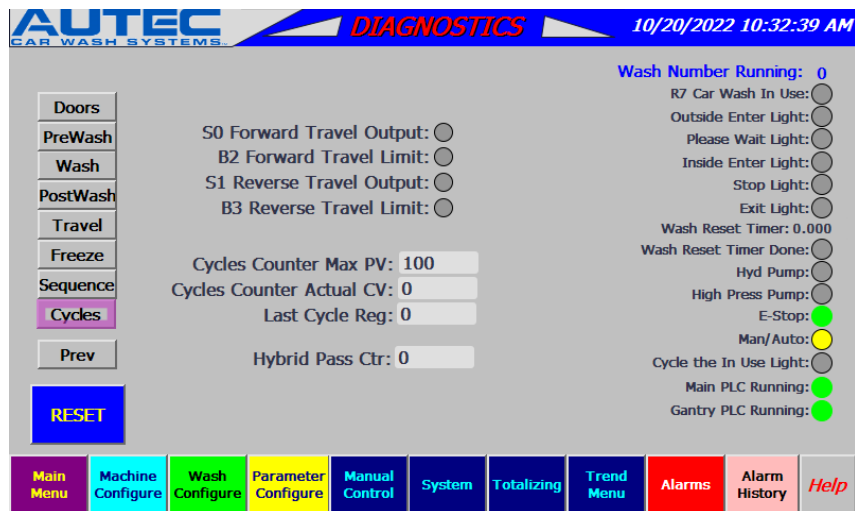 AUTEC
CAR WASH SYSTEMS
DIAGNOSTICS
10/20/2022 10:32:39 AM
Wash Number Running: 0
R7 Car Wash In Use:
Outside Enter Light:
Please Wait Light:
Inside Enter Light:
Stop Light:
Exit Light:
Wash Reset Timer: 0.000
Wash Reset Timer Done:
Hyd Pump:
High Press Pump:
E-Stop:
Man/Auto:
Cycle the In Use Light:
Main PLC Running:
Gantry PLC Running:
Doors
PreWash
Wash
PostWash
Travel
Freeze
Sequence
Cycles
Prev
RESET
S0 Forward Travel Output:
B2 Forward Travel Limit:
S1 Reverse Travel Output:
B3 Reverse Travel Limit:
Cycles Counter Max PV: 100
Cycles Counter Actual CV: 0
Last Cycle Reg: 0
Hybrid Pass Ctr: 0
Main
Menu
Machine
Configure
Wash
Configure
Parameter
Configure
Manual
Control
System
Totalizing
Trend
Menu
Alarms
Alarm
History
Help